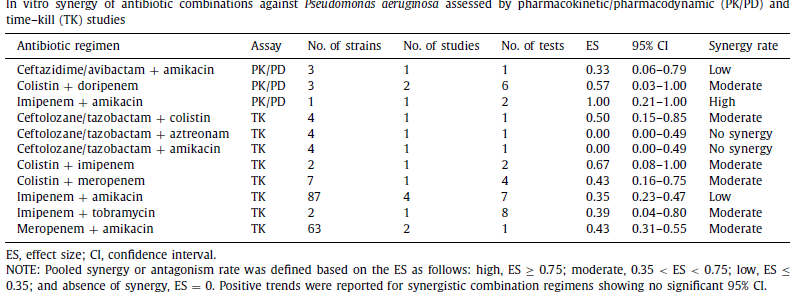 In vitro synergy of antibiotic combinations against Pseudomonas aeruginosa assessed by pharmacokinetic/pharmacodynamic (PK/PD) and
time–kill (TK) studies
Antibiotic regimen Assay No. of strains No. of studies No. of tests ES 95% CI Synergy rate
Ceftazidime/avibactam + amikacin PK/PD 3 1 1 0.33 0.06–0.79 Low
Colistin + doripenem PK/PD 3 2 6 0.57 0.03–1.00 Moderate
Imipenem + amikacin PK/PD 1 1 2 1.00 0.21–1.00 High
Ceftolozane/tazobactam + colistin TK 4 1 1 0.50 0.15–0.85 Moderate
Ceftolozane/tazobactam + aztreonam TK 4 1 1 0.00 0.00–0.49 No synergy
Ceftolozane/tazobactam + amikacin TK 4 1 1 0.00 0.00–0.49 No synergy
Colistin + imipenem TK 2 1 2 0.67 0.08–1.00 Moderate
Colistin + meropenem TK 7 1 4 0.43 0.16–0.75 Moderate
Imipenem + amikacin TK 87 4 7 0.35 0.23–0.47 Low
Imipenem + tobramycin TK 2 1 8 0.39 0.04–0.80 Moderate
Meropenem + amikacin TK 63 2 1 0.43 0.31–0.55 Moderate
ES, effect size; CI, confidence interval.
NOTE: Pooled synergy or antagonism rate was defined based on the ES as follows: high, ES ≥ 0.75; moderate, 0.35 < ES < 0.75; low, ES ≤
0.35; and absence of synergy, ES = 0. Positive trends were reported for synergistic combination regimens showing no significant 95% CI.